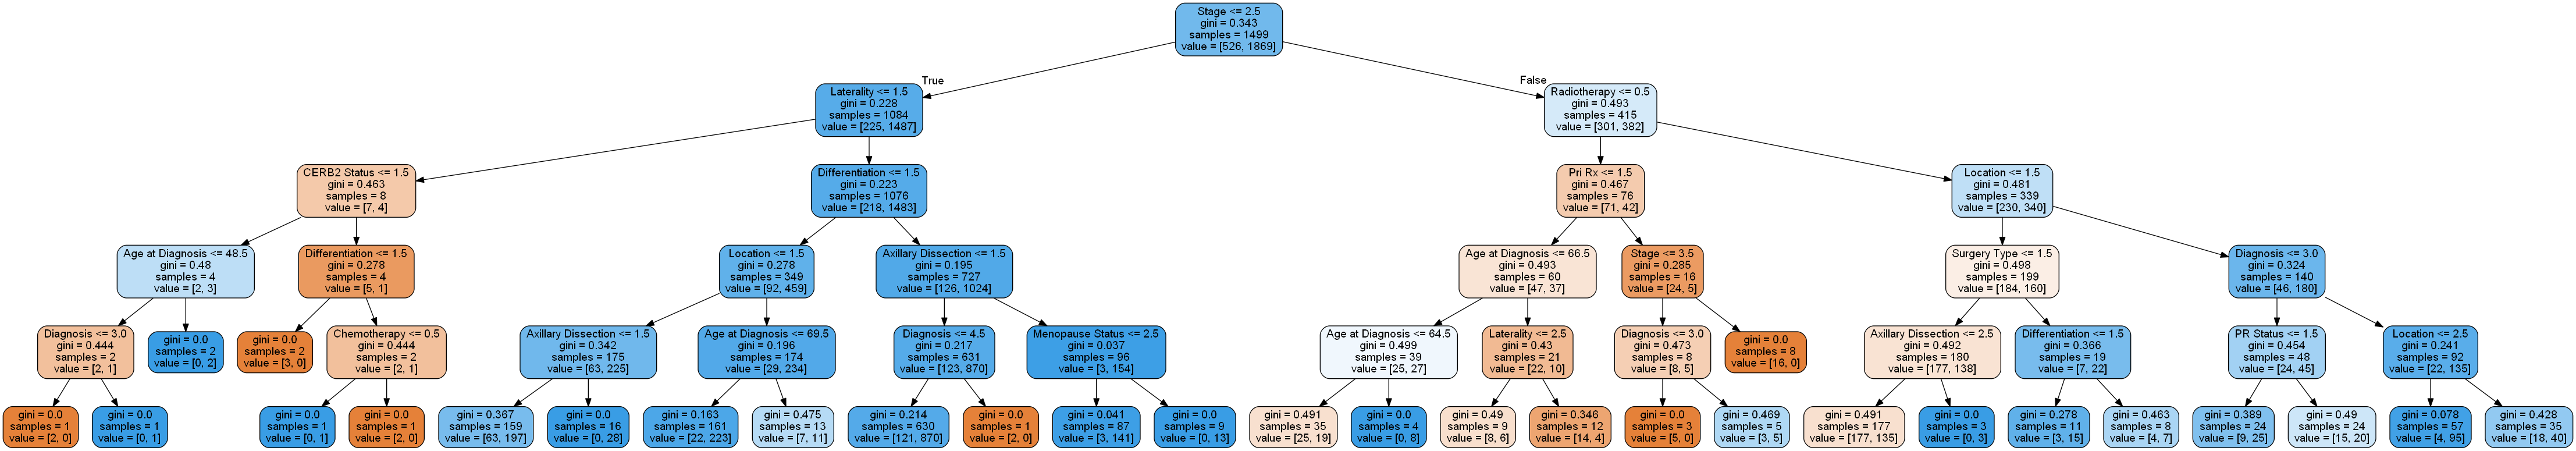 Stage <= 2.5
gini = 0.343
samples = 1499
value = [526, 1869]
True
False
Laterality <= 1.5
gini = 0.228
samples = 1084
value = [225, 1487]
Radiotherapy <= 0.5
gini = 0.493
samples = 415
value = [301, 382]
CERB2 Status <= 1.5
gini = 0.463
samples = 8
value = [7, 4]
Differentiation <= 1.5
gini = 0.223
samples = 1076
value = [218, 1483]
Pri Rx <= 1.5
gini = 0.467
samples = 76
value = [71, 42]
Location <= 1.5
gini = 0.481
samples = 339
value = [230, 340]
Age at Diagnosis <= 48.5
gini = 0.48
samples = 4
value = [2, 3]
Differentiation <= 1.5
gini = 0.278
samples = 4
value = [5, 1]
Location <= 1.5
gini = 0.278
samples = 349
value = [92, 459]
Axillary Dissection <= 1.5
gini = 0.195
samples = 727
value = [126, 1024]
Age at Diagnosis <= 66.5
gini = 0.493
samples = 60
value = [47, 37]
Stage <= 3.5
gini = 0.285
samples = 16
value = [24, 5]
Surgery Type <= 1.5
gini = 0.498
samples = 199
value = [184, 160]
Diagnosis <= 3.0
gini = 0.324
samples = 140
value = [46, 180]
Diagnosis <= 3.0
gini = 0.444
samples = 2
value = [2, 1]
gini = 0.0
samples = 2
value = [0, 2]
gini = 0.0
samples = 2
value = [3, 0]
Chemotherapy <= 0.5
gini = 0.444
samples = 2
value = [2, 1]
Axillary Dissection <= 1.5
gini = 0.342
samples = 175
value = [63, 225]
Age at Diagnosis <= 69.5
gini = 0.196
samples = 174
value = [29, 234]
Diagnosis <= 4.5
gini = 0.217
samples = 631
value = [123, 870]
Menopause Status <= 2.5
gini = 0.037
samples = 96
value = [3, 154]
Age at Diagnosis <= 64.5
gini = 0.499
samples = 39
value = [25, 27]
Laterality <= 2.5
gini = 0.43
samples = 21
value = [22, 10]
Diagnosis <= 3.0
gini = 0.473
samples = 8
value = [8, 5]
gini = 0.0
samples = 8
value = [16, 0]
Axillary Dissection <= 2.5
gini = 0.492
samples = 180
value = [177, 138]
Differentiation <= 1.5
gini = 0.366
samples = 19
value = [7, 22]
PR Status <= 1.5
gini = 0.454
samples = 48
value = [24, 45]
Location <= 2.5
gini = 0.241
samples = 92
value = [22, 135]
gini = 0.0
samples = 1
value = [2, 0]
gini = 0.0
samples = 1
value = [0, 1]
gini = 0.0
samples = 1
value = [0, 1]
gini = 0.0
samples = 1
value = [2, 0]
gini = 0.367
samples = 159
value = [63, 197]
gini = 0.0
samples = 16
value = [0, 28]
gini = 0.163
samples = 161
value = [22, 223]
gini = 0.475
samples = 13
value = [7, 11]
gini = 0.214
samples = 630
value = [121, 870]
gini = 0.0
samples = 1
value = [2, 0]
gini = 0.041
samples = 87
value = [3, 141]
gini = 0.0
samples = 9
value = [0, 13]
gini = 0.491
samples = 35
value = [25, 19]
gini = 0.0
samples = 4
value = [0, 8]
gini = 0.49
samples = 9
value = [8, 6]
gini = 0.346
samples = 12
value = [14, 4]
gini = 0.0
samples = 3
value = [5, 0]
gini = 0.469
samples = 5
value = [3, 5]
gini = 0.491
samples = 177
value = [177, 135]
gini = 0.0
samples = 3
value = [0, 3]
gini = 0.278
samples = 11
value = [3, 15]
gini = 0.463
samples = 8
value = [4, 7]
gini = 0.389
samples = 24
value = [9, 25]
gini = 0.49
samples = 24
value = [15, 20]
gini = 0.078
samples = 57
value = [4, 95]
gini = 0.428
samples = 35
value = [18, 40]